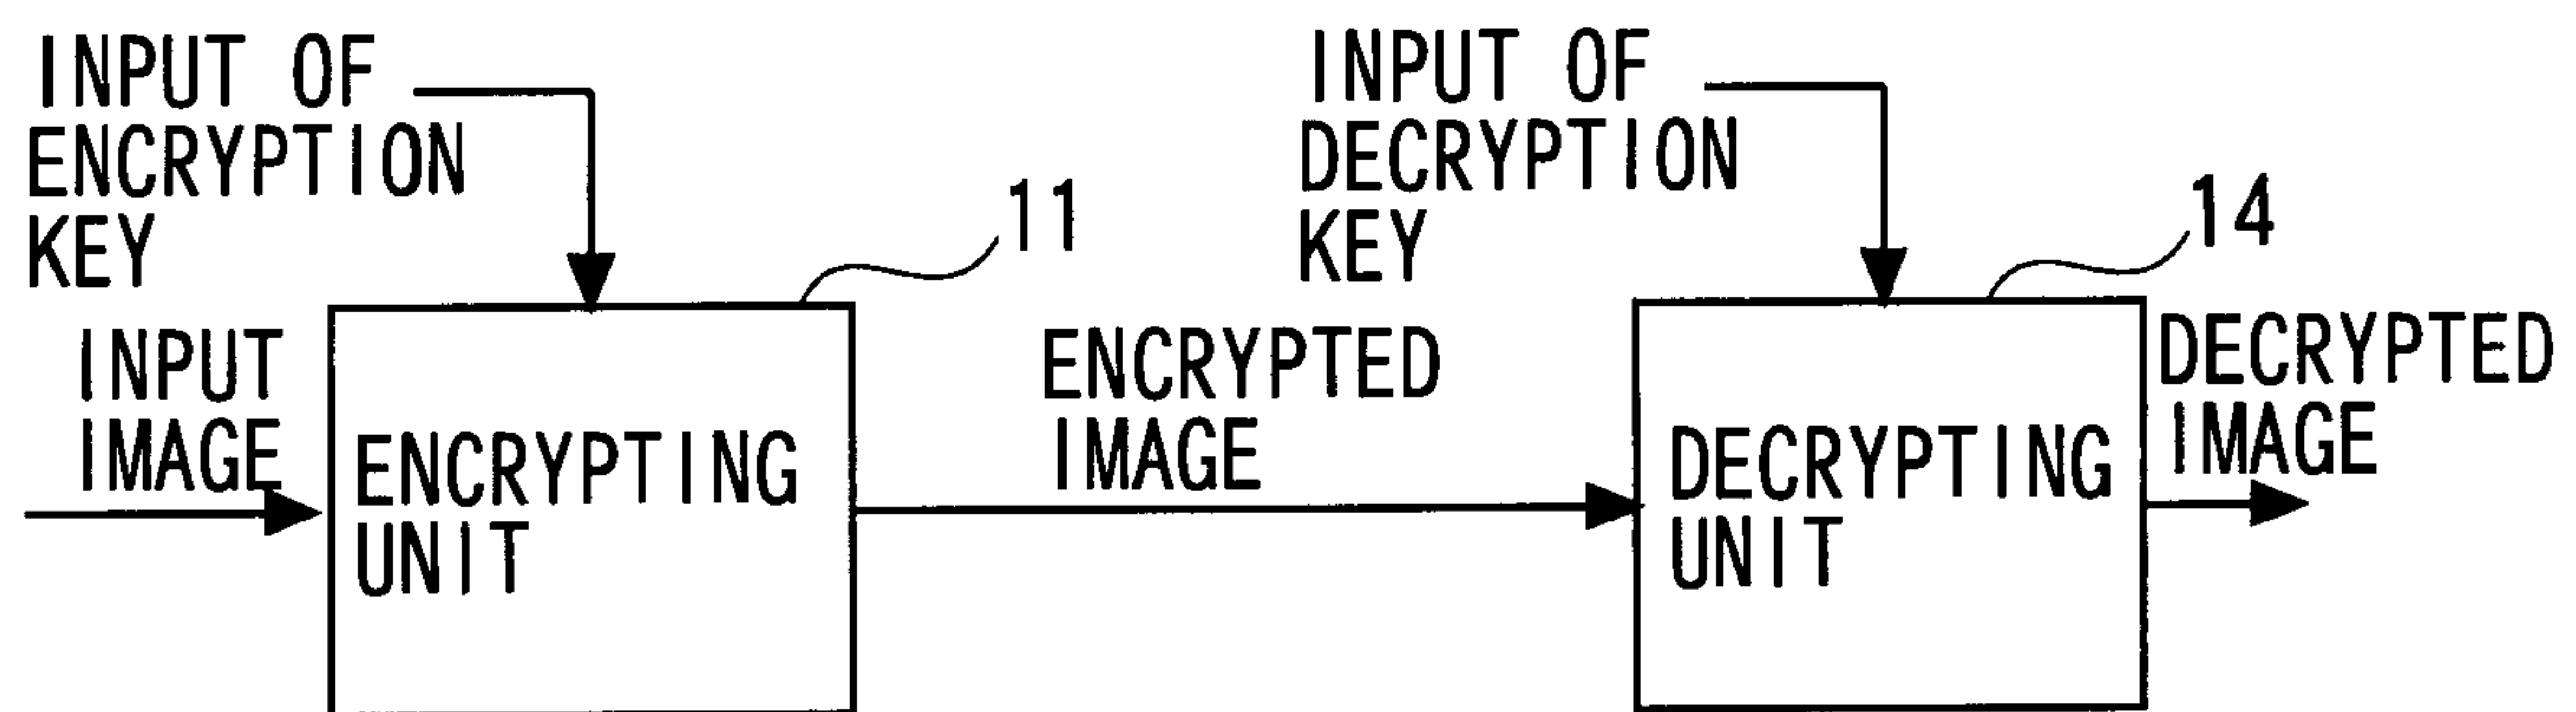 INPUT OF
ENCRYPTION
KEY
11
INPUT
IMAGE
ENCRYPTING
UNIT
ENCRYPTED
IMAGE
INPUT OF
DECRYPTION
KEY
14
DECRYPTING
UNIT
DECRYPTED
IMAGE